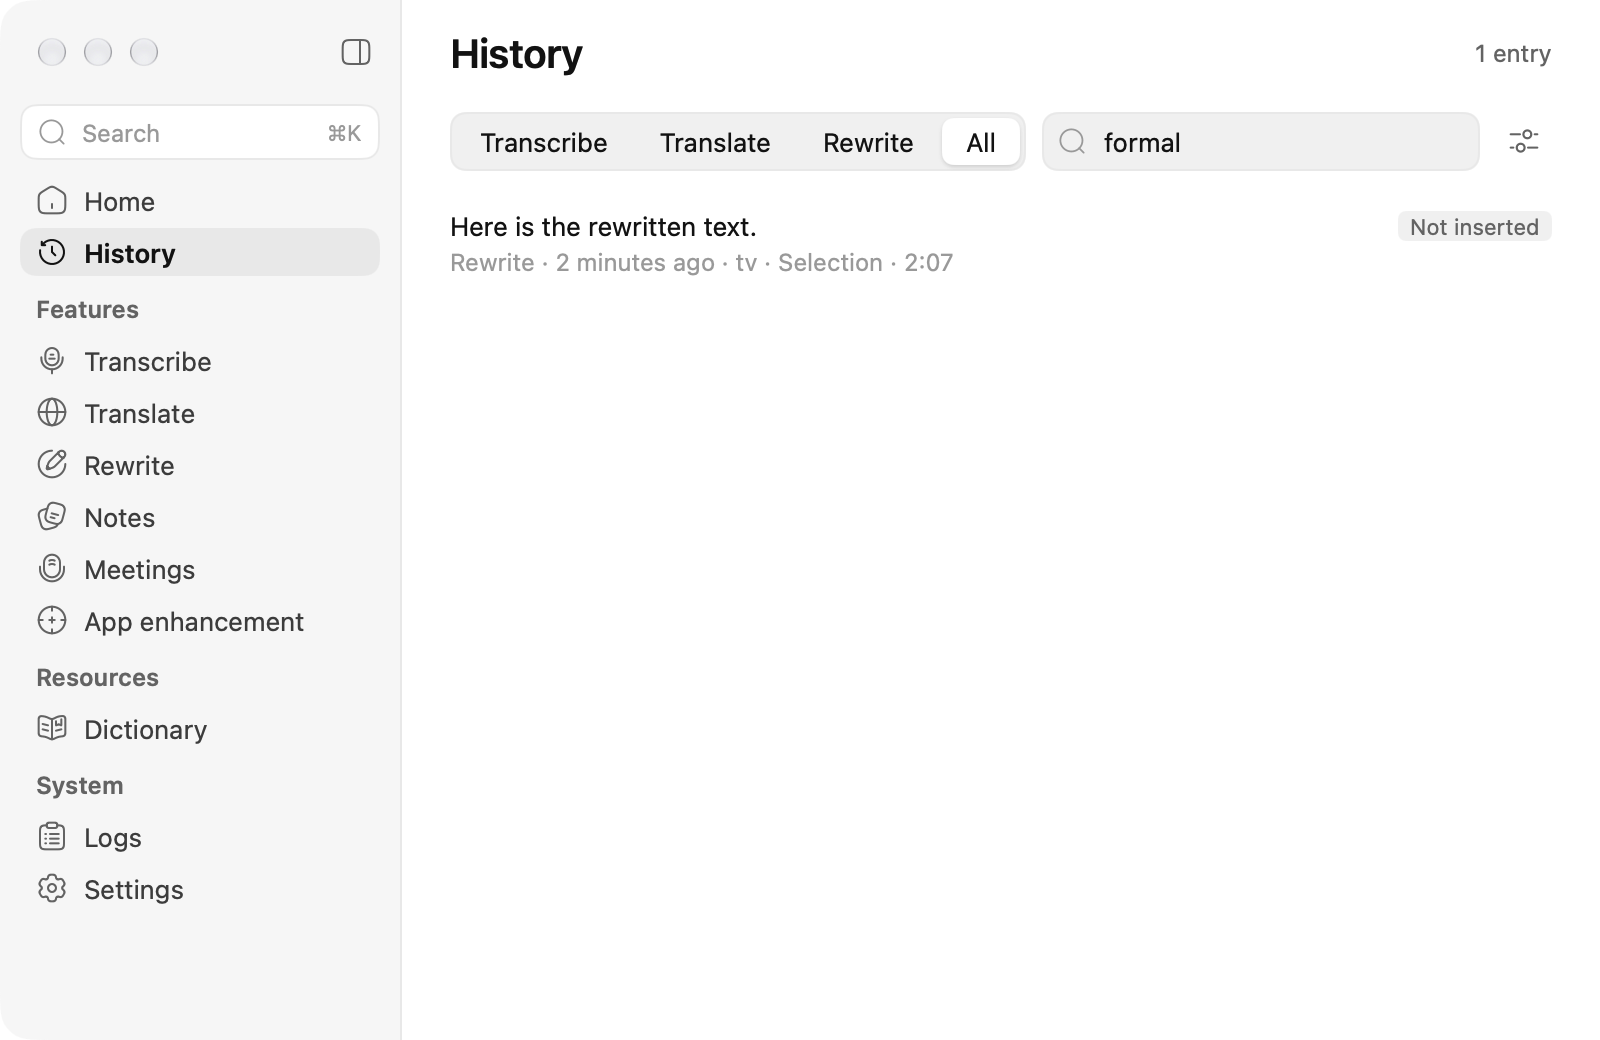 Search ⌘K
Home
History
Features
Transcribe
Translate
Rewrite
Notes
Meetings
App enhancement
Resources
Dictionary
System
Logs
Settings
History
1 entry
Transcribe Translate Rewrite All
formal
Here is the rewritten text.
Not inserted
Rewrite · 2 minutes ago · tv · Selection · 2:07